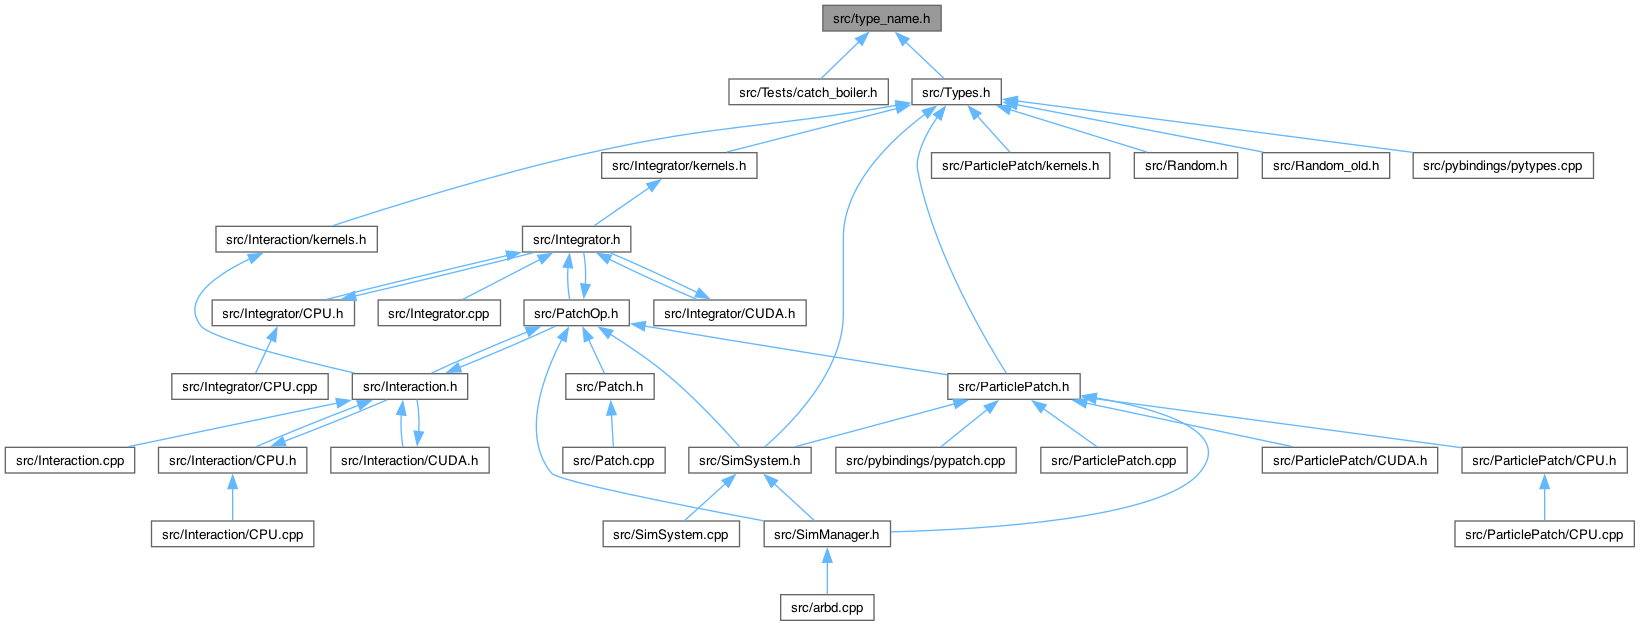 src/type_name.h
src/Tests/catch_boiler.h
src/Types.h
src/Integrator/kernels.h
src/ParticlePatch/kernels.h
src/Random.h
src/Random_old.h
src/pybindings/pytypes.cpp
src/Interaction/kernels.h
src/Integrator.h
src/Integrator/CPU.h
src/Integrator.cpp
src/PatchOp.h
src/Integrator/CUDA.h
src/Integrator/CPU.cpp
src/Interaction.h
src/Patch.h
src/ParticlePatch.h
src/Interaction.cpp
src/Interaction/CPU.h
src/Interaction/CUDA.h
src/Patch.cpp
src/SimSystem.h
src/pybindings/pypatch.cpp
src/ParticlePatch.cpp
src/ParticlePatch/CUDA.h
src/ParticlePatch/CPU.h
src/Interaction/CPU.cpp
src/SimSystem.cpp
src/SimManager.h
src/ParticlePatch/CPU.cpp
src/arbd.cpp